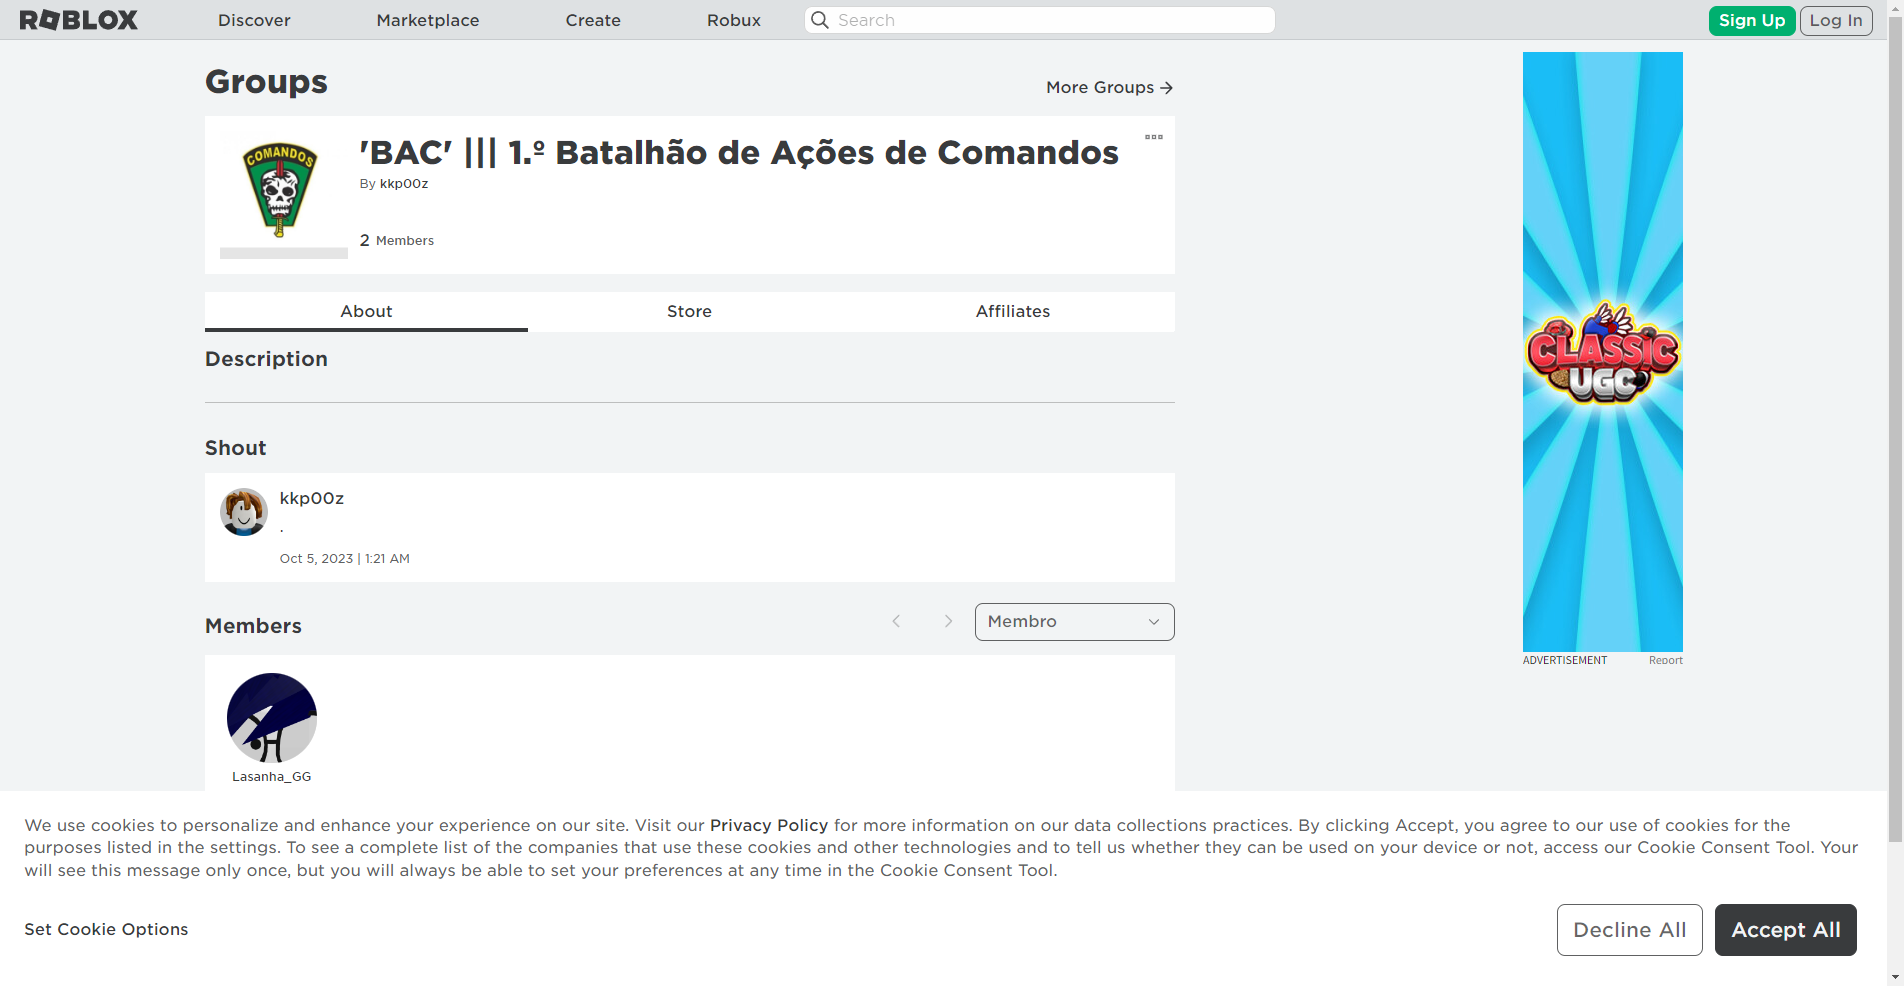 ROBLOX
Discover
Marketplace
Create
Robux
Search
Sign Up
Log In
Groups
More Groups
COMANDOS
'BAC' ||| 1.º Batalhão de Ações de Comandos
By kkp00z
2 Members
About
Store
Affiliates
Description
Shout
kkp00z
.
Oct 5, 2023 | 1:21 AM
Members
Membro
Lasanha_GG
CLASSIC
UGC
ADVERTISEMENT
Report
We use cookies to personalize and enhance your experience on our site. Visit our Privacy Policy for more information on our data collections practices. By clicking Accept, you agree to our use of cookies for the
purposes listed in the settings. To see a complete list of the companies that use these cookies and other technologies and to tell us whether they can be used on your device or not, access our Cookie Consent Tool. Your
will see this message only once, but you will always be able to set your preferences at any time in the Cookie Consent Tool.
Set Cookie Options
Decline All
Accept All